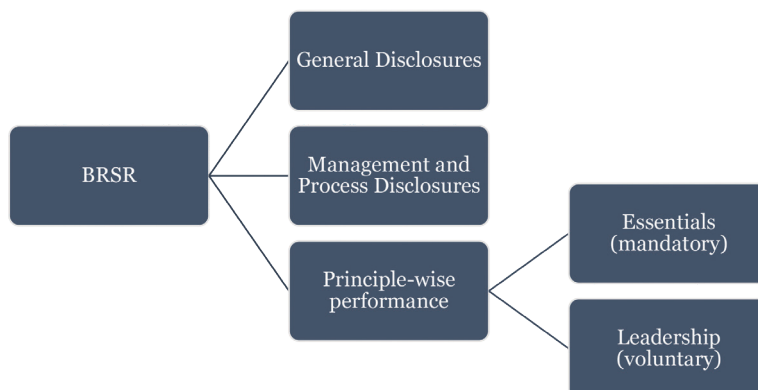 General Disclosures
BRSR
Management and
Process Disclosures
Essentials
(mandatory)
Principle-wise
performance
Leadership
(voluntary)